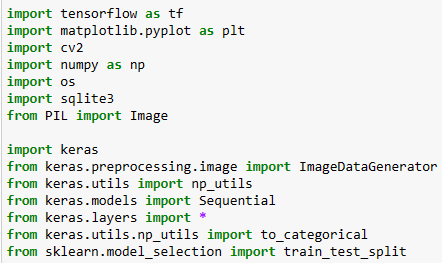 import tensorflow as tf
import matplotlib.pyplot as plt
import cv2
import numpy as np
import os
import sqlite3
from PIL import Image
import keras
from keras.preprocessing.image import ImageDataGenerator
from keras.utils import np_utils
from keras.models import Sequential
from keras.layers import *
from keras.utils.np_utils import to_categorical
from sklearn.model_selection import train_test_split